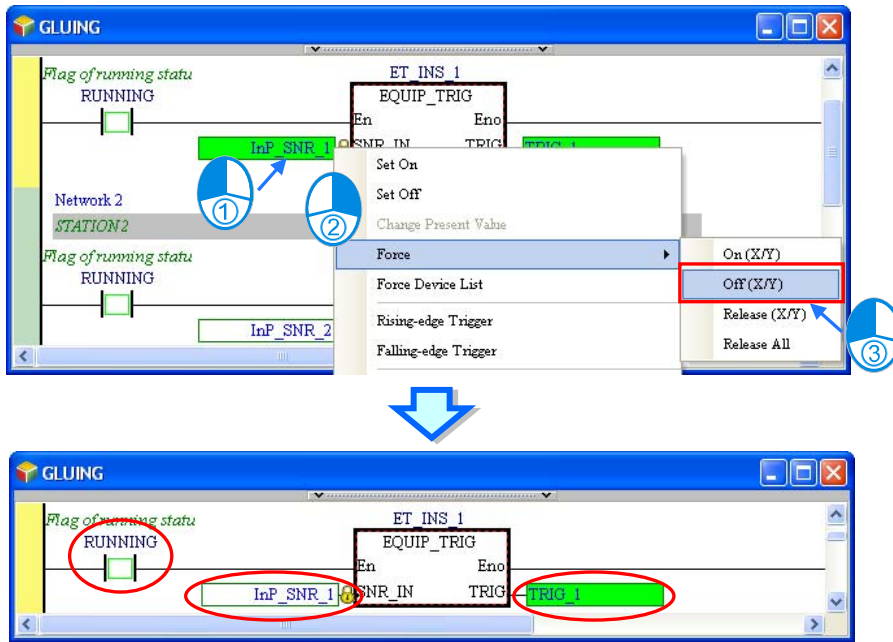 GLUING
Flag of running statu
ET_INS_1
RUNNING
EQUIP_TRIG
En
Eno
InP_SNR_1
SNR_IN
TRIG
TRIG_1
Set On
①
Set Off
②
Network 2
STATION2
Change Present Value
Flag of running statu
Force
On (X/Y)
RUNNING
Force Device List
Off (X/Y)
Rising-edge Trigger
Release (X/Y)
InP_SNR_2
Falling-edge Trigger
Release All
③
GLUING
Flag of running statu
ET_INS_1
RUNNING
EQUIP_TRIG
En
Eno
InP_SNR_1
SNR_IN
TRIG
TRIG_1